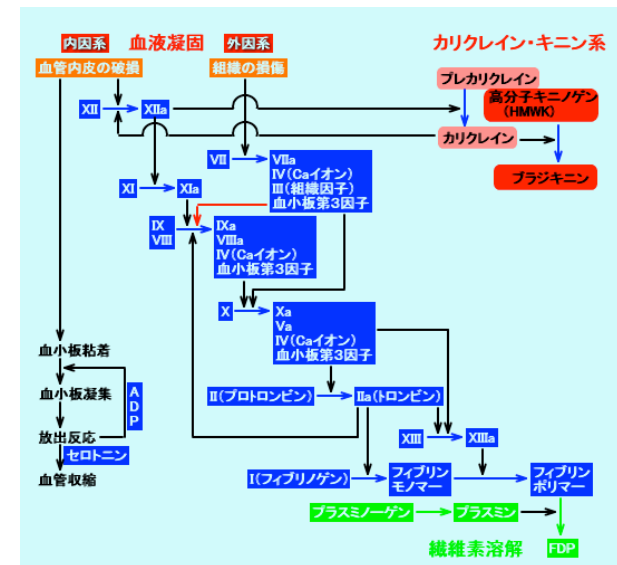 内因系
血液凝固
外因系
カリクレイン・キニン系
血管内皮の破損
組織の損傷
プレカリクレイン
高分子キニノゲン
(HMWK)
XII
XIIa
カリクレイン
ブラジキニン
VII
VIIa
IV(Caイオン)
III(組織因子)
血小板第3因子
XI
XIa
IX
VIII
IXa
VIIIa
IV(Caイオン)
血小板第3因子
X
Xa
Va
IV(Caイオン)
血小板第3因子
血小板粘着
血小板凝集
ADP
放出反応
セロトニン
血管収縮
II(プロトロンビン)
IIa(トロンビン)
XIII
XIIIa
I(フィブリノゲン)
フィブリン
モノマー
フィブリン
ポリマー
プラスミノーゲン
プラスミン
繊維素溶解
FDP